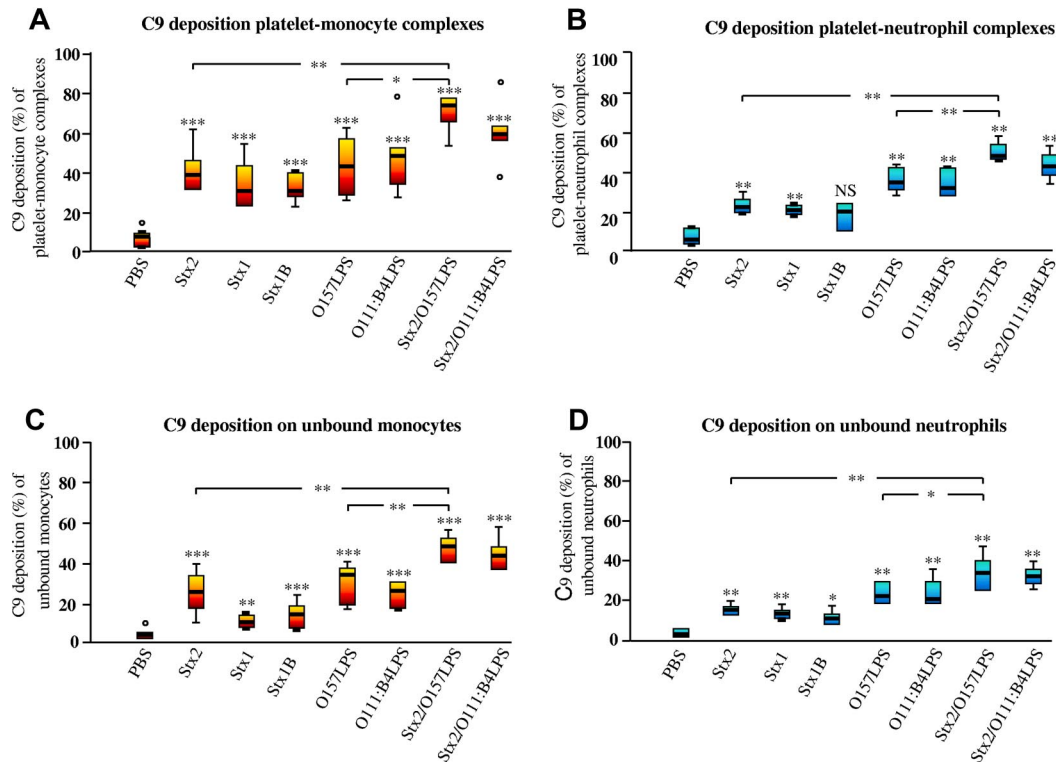 A
C9 deposition platelet-monocyte complexes
C9 deposition (%) of
platelet-monocyte complexes
100
80
60
40
20
0
**
*
***
***
***
***
***
***
***
PBS
Stx2
Stx1
Stx1B
O157LPS
O111:B4LPS
Stx2/O157LPS
Stx2/O111:B4LPS
B
C9 deposition platelet-neutrophil complexes
C9 deposition (%) of
platelet-neutrophil complexes
100
80
60
40
20
0
**
**
**
**
NS
**
**
**
**
PBS
Stx2
Stx1
Stx1B
O157LPS
O111:B4LPS
Stx2/O157LPS
Stx2/O111:B4LPS
C
C9 deposition on unbound monocytes
C9 deposition (%) of
unbound monocytes
100
80
60
40
20
0
**
**
***
**
***
***
***
***
***
PBS
Stx2
Stx1
Stx1B
O157LPS
O111:B4LPS
Stx2/O157LPS
Stx2/O111:B4LPS
D
C9 deposition on unbound neutrophils
C9 deposition (%) of
unbound neutrophils
100
80
60
40
20
0
**
*
**
**
*
**
**
**
**
PBS
Stx2
Stx1
Stx1B
O157LPS
O111:B4LPS
Stx2/O157LPS
Stx2/O111:B4LPS